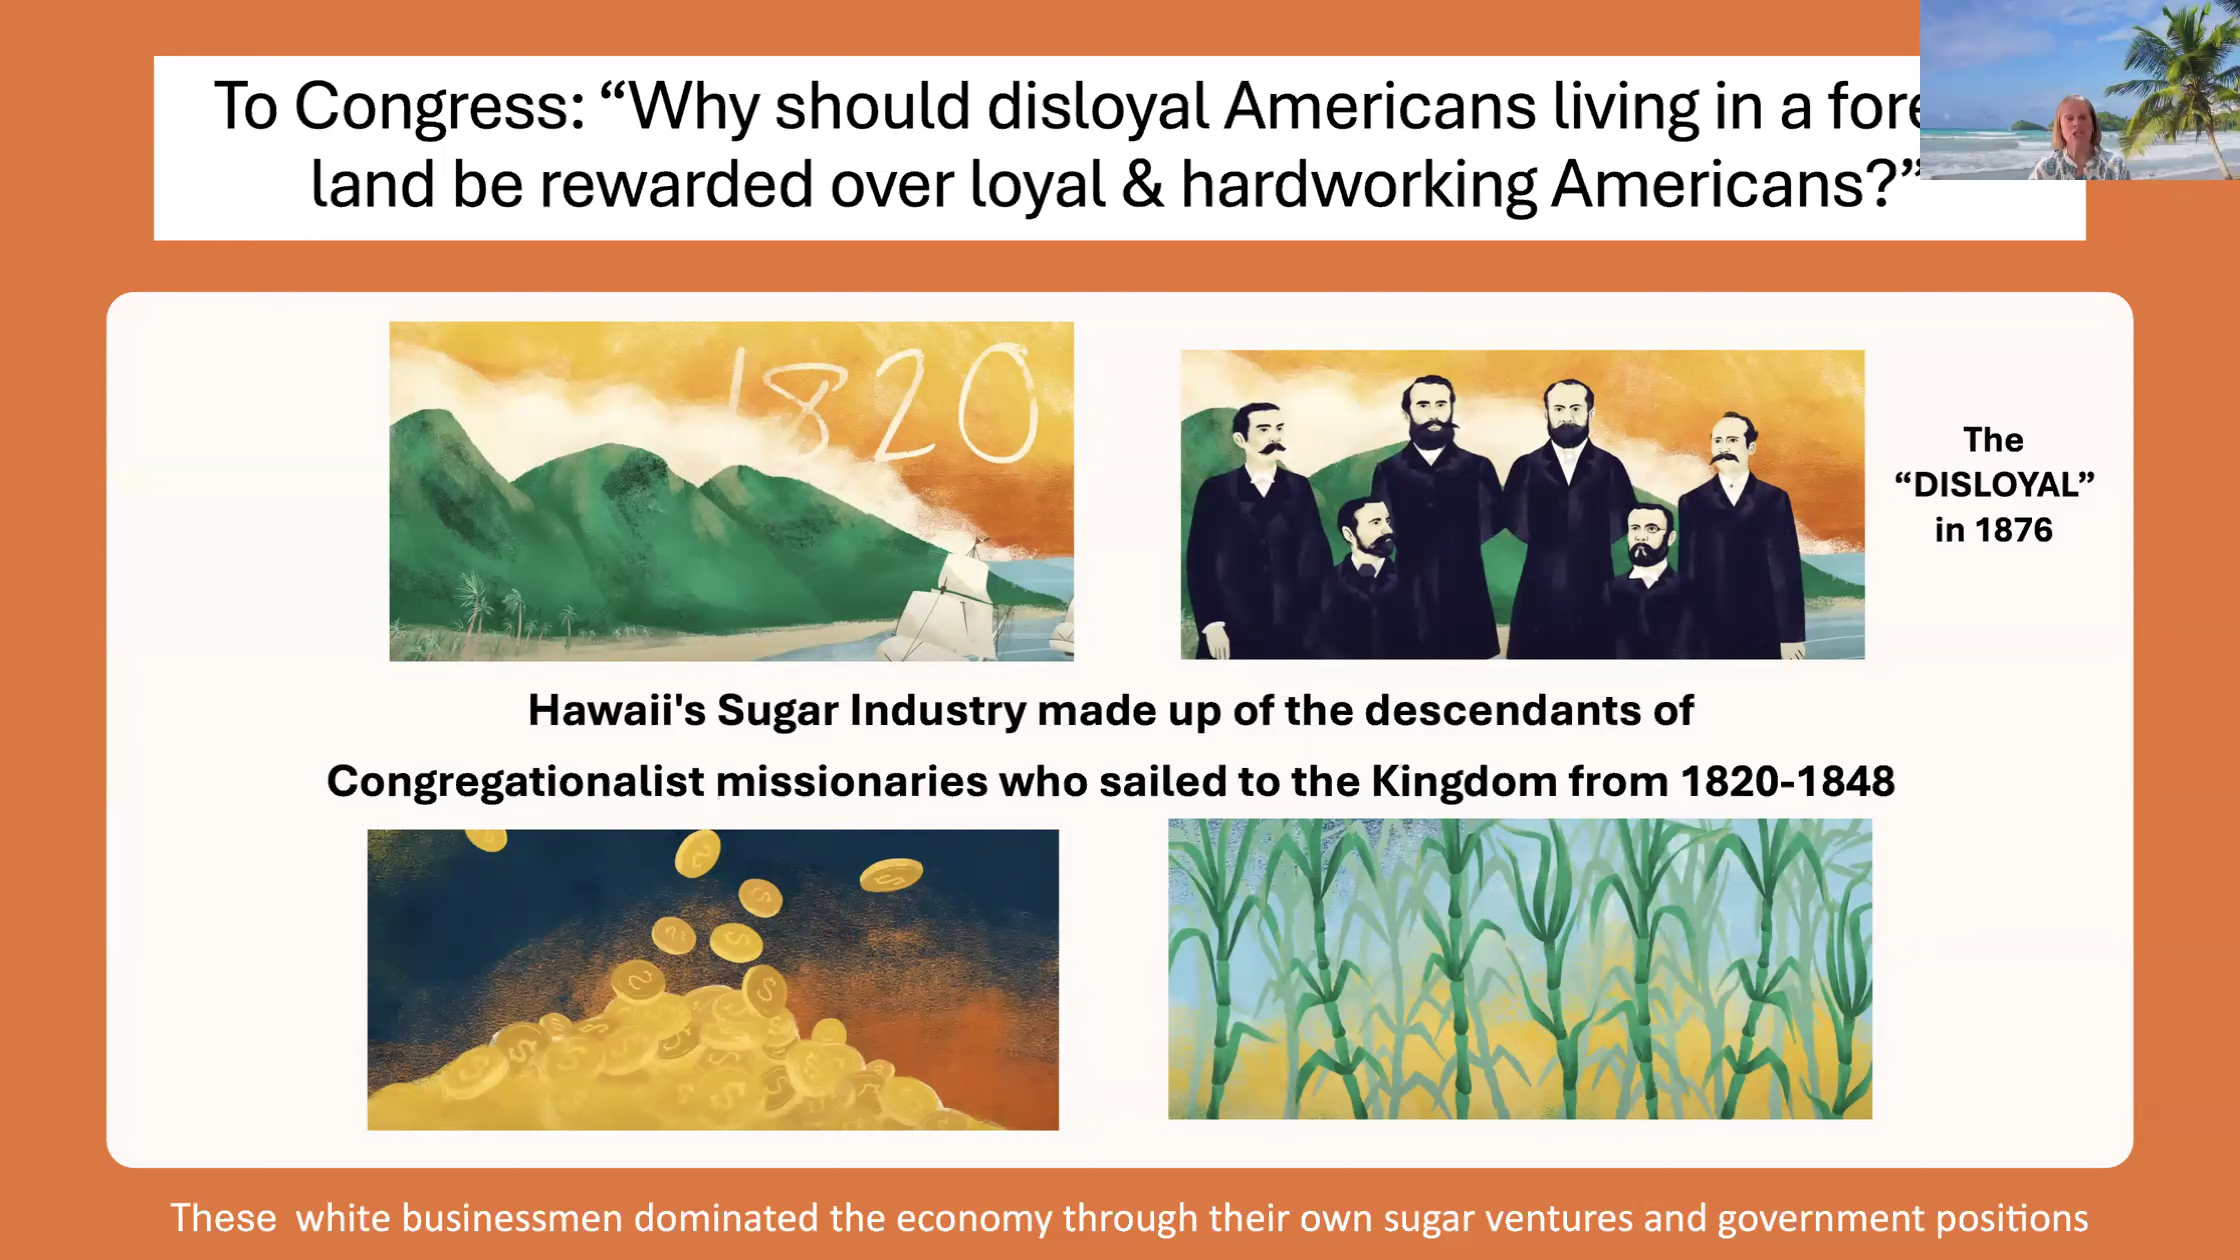 To Congress: “Why should disloyal Americans living in a fore
land be rewarded over loyal & hardworking Americans?”
1820
The
“DISLOYAL”
in 1876
Hawaii's Sugar Industry made up of the descendants of
Congregationalist missionaries who sailed to the Kingdom from 1820-1848
These white businessmen dominated the economy through their own sugar ventures and government positions